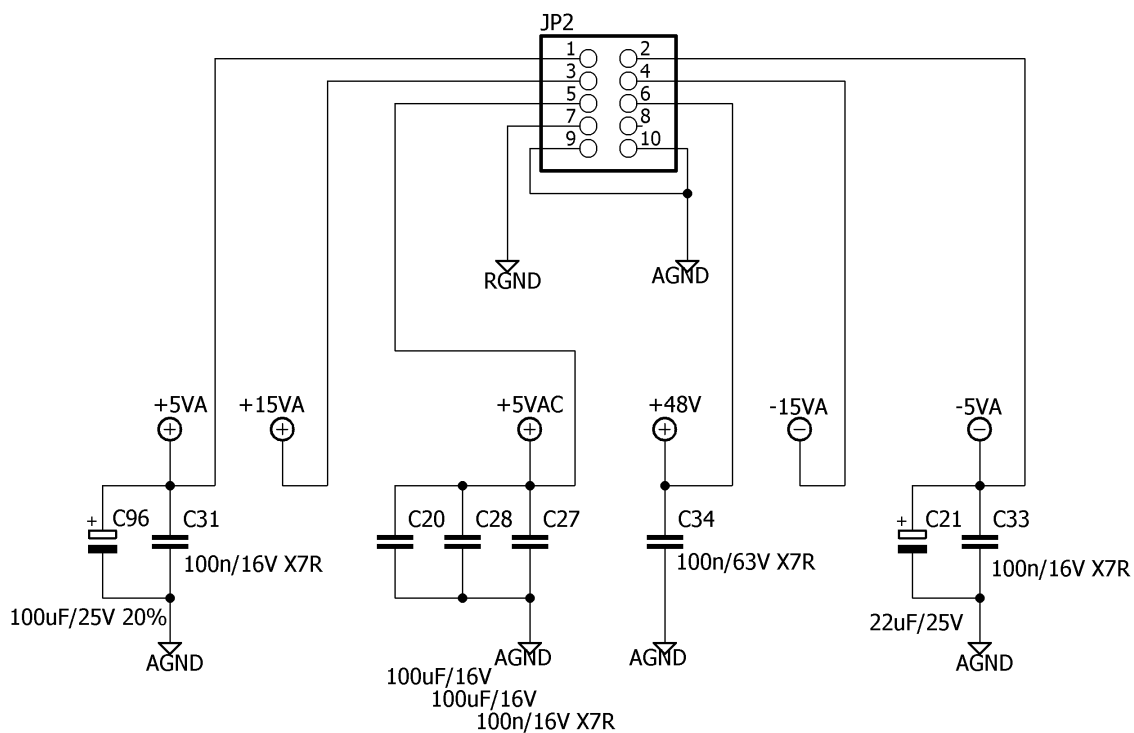 JP2
1 2
3 4
5 6
7 8
9 10
RGND
AGND
+5VA
+15VA
+5VAC
+48V
-15VA
-5VA
+ C96
C31
C20
C28
C27
C34
+ C21
C33
100n/16V X7R
100n/63V X7R
100n/16V X7R
100uF/25V 20%
22uF/25V
AGND
AGND
AGND
AGND
100uF/16V
100uF/16V
100n/16V X7R